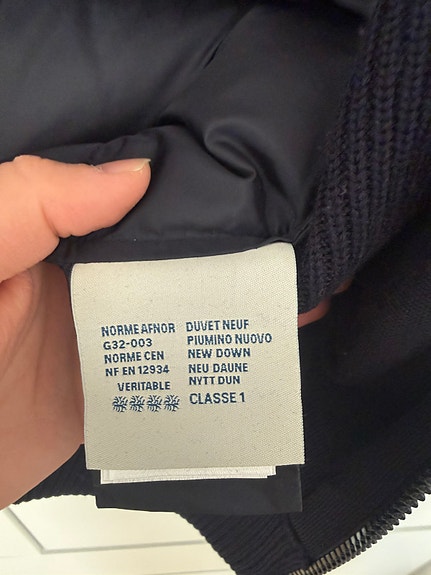 NORME AFNOR
G32-003
NORME CEN
NF EN 12934
VERITABLE
DUVET NEUF
PIUMINO NUOVO
NEW DOWN
NEU DAUNE
NYTT DUN
CLASSE 1